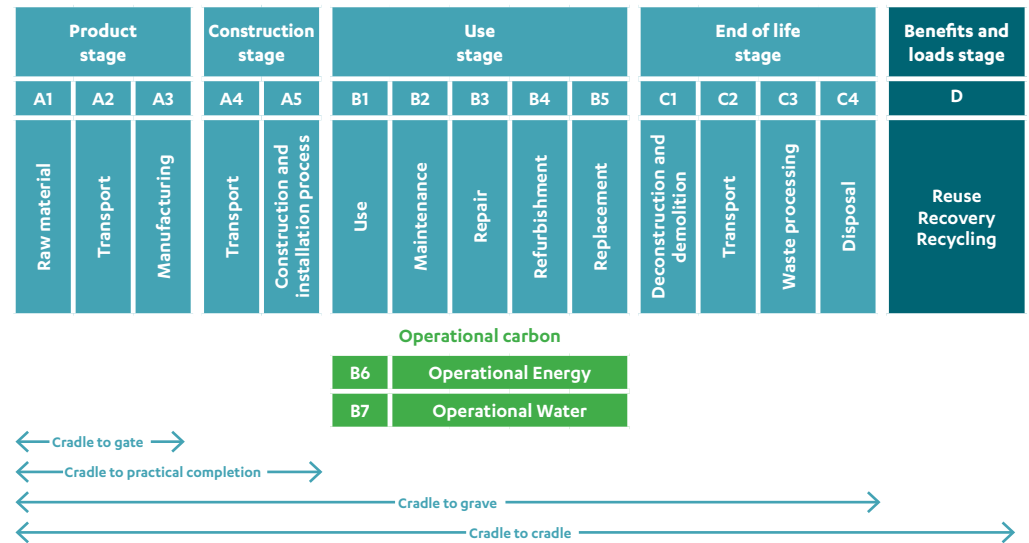 Product
stage
Construction
stage
Use
stage
End of life
stage
Benefits and
loads stage
A1
A2
A3
A4
A5
B1
B2
B3
B4
B5
C1
C2
C3
C4
D
Raw material
Transport
Manufacturing
Transport
Construction and
installation process
Use
Maintenance
Repair
Refurbishment
Replacement
Deconstruction and
demolition
Transport
Waste processing
Disposal
Reuse
Recovery
Recycling
Operational carbon
B6
Operational Energy
B7
Operational Water
Cradle to gate
Cradle to practical completion
Cradle to grave
Cradle to cradle